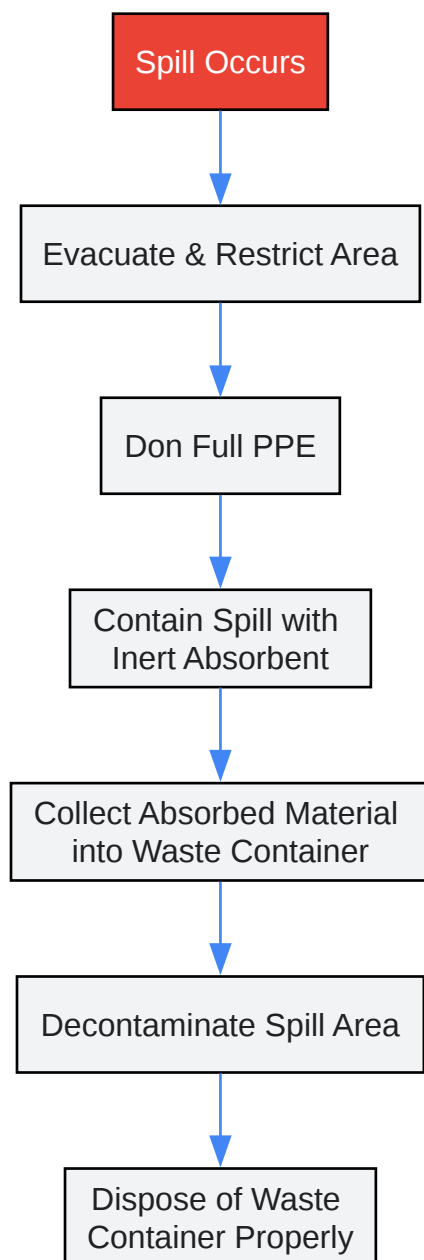 Spill Occurs
Evacuate & Restrict Area
Don Full PPE
Contain Spill with
Inert Absorbent
Collect Absorbed Material
into Waste Container
Decontaminate Spill Area
Dispose of Waste
Container Properly